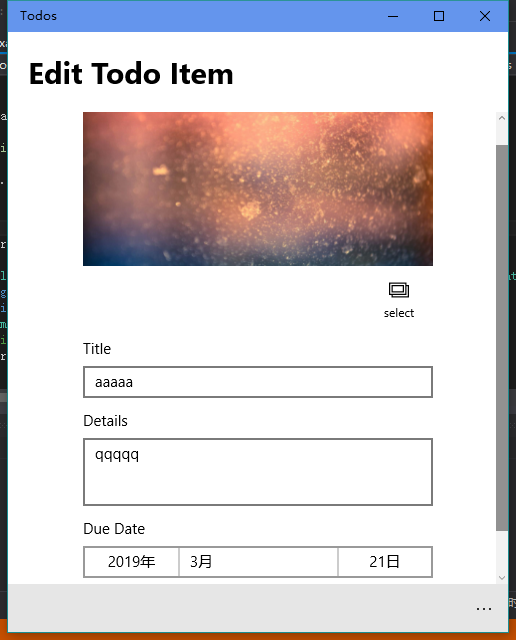 Todos
Edit Todo Item
select
Title
aaaaa
Details
qqqqq
Due Date
2019年 3月 21日